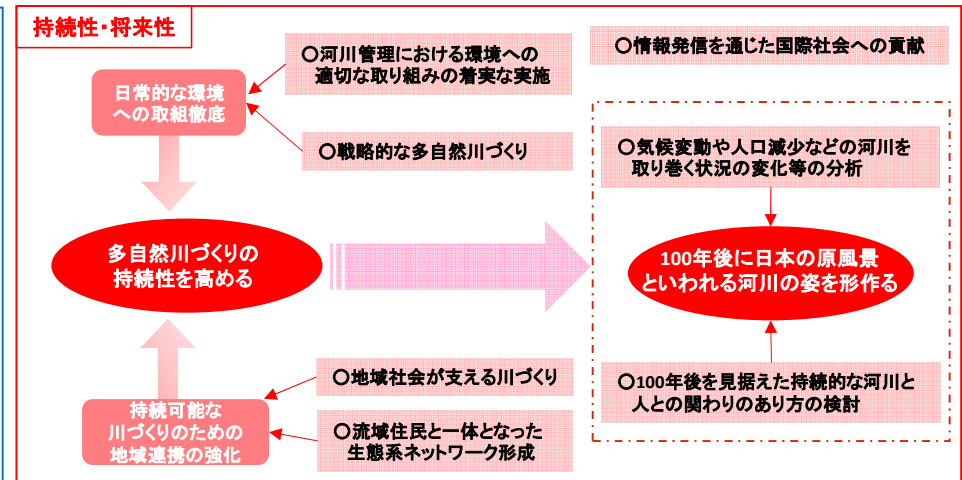 持続性・将来性
〇河川管理における環境への
適切な取り組みの着実な実施
〇情報発信を通じた国際社会への貢献
日常的な環境
への取組徹底
〇戦略的な多自然川づくり
〇気候変動や人口減少などの河川を
取り巻く状況の変化等の分析
多自然川づくりの
持続性を高める
100年後に日本の原風景
といわれる河川の姿を形作る
〇地域社会が支える川づくり
〇100年後を見据えた持続的な河川と
人との関わりのあり方の検討
持続可能な
川づくりのための
地域連携の強化
〇流域住民と一体となった
生態系ネットワーク形成